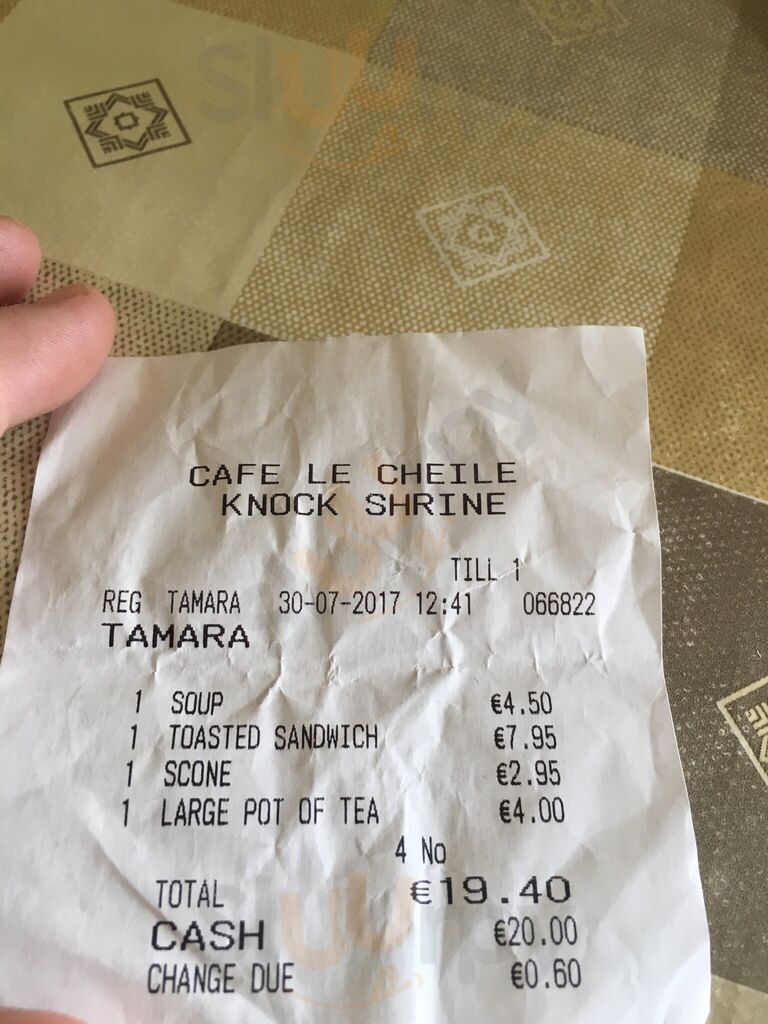 CAFE LE CHEILE
KNOCK SHRINE
TILL 1
REG TAMARA 30-07-2017 12:41 066822
TAMARA
1 SOUP €4.50
1 TOASTED SANDWICH €7.95
1 SCONE €2.95
1 LARGE POT OF TEA €4.00
4 No
TOTAL €19.40
CASH €20.00
CHANGE DUE €0.60